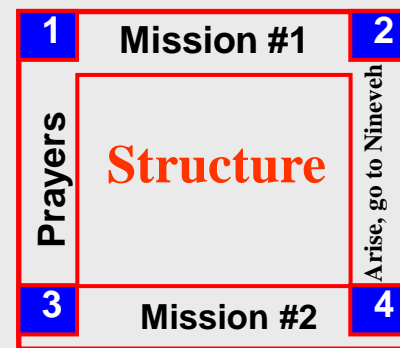 1
Mission #1
2
Prayers
Structure
Arise, go to Nineveh
3
Mission #2
4